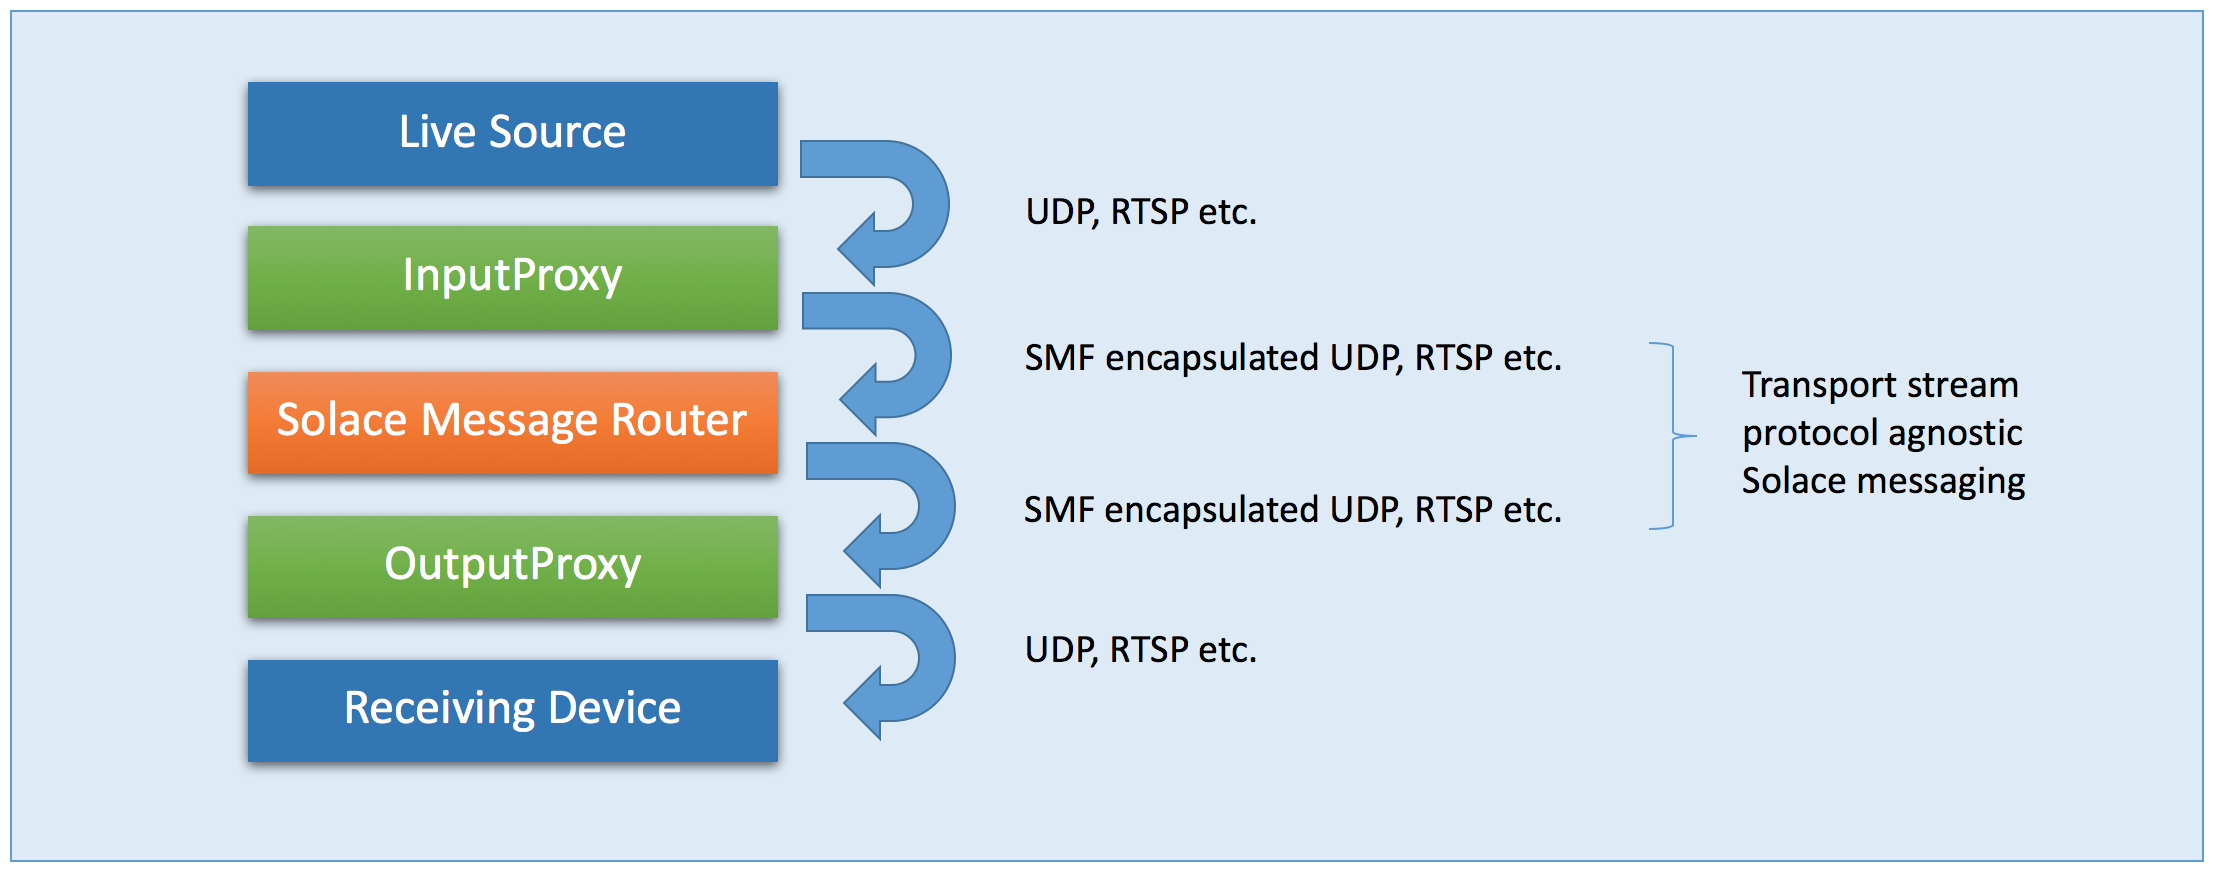 Live Source
UDP, RTSP etc.
InputProxy
SMF encapsulated UDP, RTSP etc.
Solace Message Router
Transport stream
protocol agnostic
Solace messaging
SMF encapsulated UDP, RTSP etc.
OutputProxy
UDP, RTSP etc.
Receiving Device